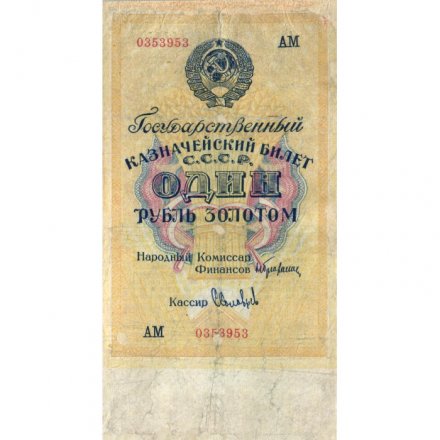 0353953 АМ
Государственный
КАЗНАЧЕЙСКИЙ БИЛЕТ
С.С.С.Р.
ОДИН
РУБЛЬ ЗОЛОТОМ
Народный Комиссар
Финансов
Кассир
АМ 0353953